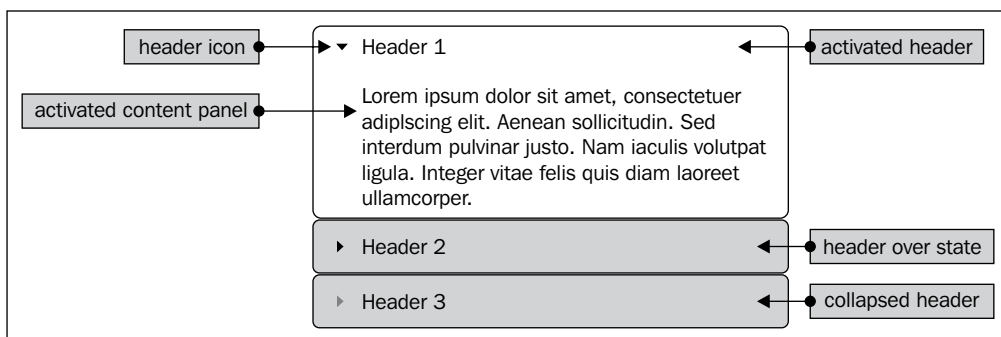 header icon
Header 1
activated header
activated content panel
Lorem ipsum dolor sit amet, consectetuer
adiplscing elit. Aenean sollicitudin. Sed
interdum pulvinar justo. Nam iaculis volutpat
ligula. Integer vitae felis quis diam laoreet
ullamcorper.
Header 2
header over state
Header 3
collapsed header